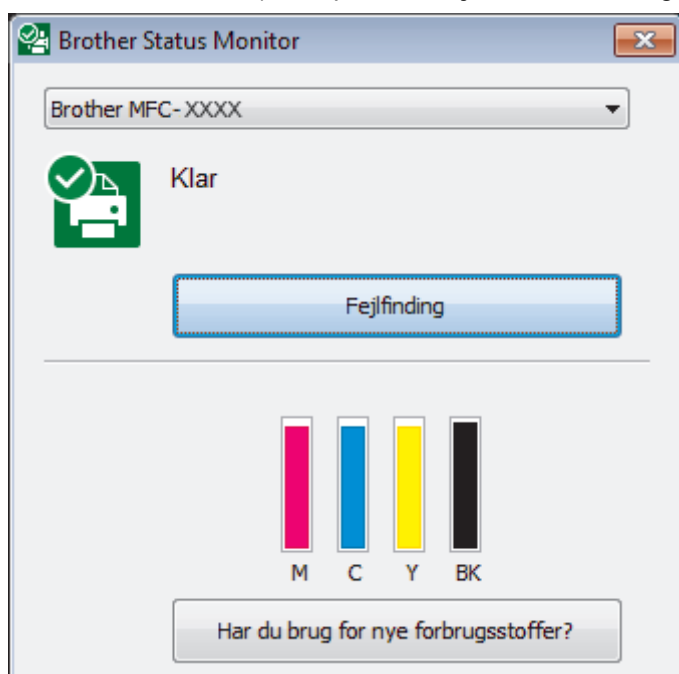 Brother Status Monitor
Brother MFC- XXXX
Klar
Fejlfinding
M C Y BK
Har du brug for nye forbrugsstoffer?